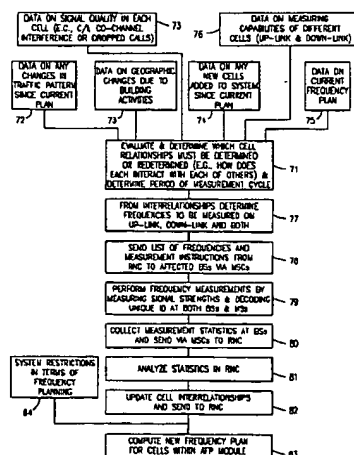 DATA ON SIGNAL QUALITY IN EACH
CELL (E.G., C/I, CO-CHANNEL
INTERFERENCE OR DROPPED CALLS)
73
76
DATA ON MEASURING
CAPABILITIES OF DIFFERENT
CELLS (UP-LINK & DOWN-LINK)
DATA ON ANY
CHANGES IN
TRAFFIC PATTERN
SINCE CURRENT
PLAN
72
DATA ON GEOGRAPHIC
CHANGES DUE TO
BUILDING
ACTIVITIES
73
DATA ON ANY
NEW CELLS
ADDED TO SYSTEM
SINCE CURRENT
PLAN
74
DATA ON
CURRENT
FREQUENCY
PLAN
75
EVALUATE & DETERMINE WHICH CELL
RELATIONSHIPS MUST BE DETERMINED
OR REDETERMINED (E.G., HOW DOES
EACH INTERACT WITH EACH OF OTHERS) &
DETERMINE PERIOD OF MEASUREMENT CYCLE
71
FROM INTERRELATIONSHIPS DETERMINE
FREQUENCIES TO BE MEASURED ON
UP-LINK, DOWN-LINK AND BOTH
77
SEND LIST OF FREQUENCIES AND
MEASUREMENT INSTRUCTIONS FROM
RNC TO AFFECTED BSs VIA MSCs
78
PERFORM FREQUENCY MEASUREMENTS BY
MEASURING SIGNAL STRENGTHS & DECODING
UNIQUE ID AT BOTH BSs & MSs
79
COLLECT MEASUREMENT STATISTICS AT BSs
AND SEND VIA MSCs TO RNC
80
SYSTEM RESTRICTIONS
IN TERMS OF
FREQUENCY
PLANNING
84
ANALYZE STATISTICS IN RNC
81
UPDATE CELL INTERRELATIONSHIPS
AND SEND TO RNC
82
COMPUTE NEW FREQUENCY PLAN
FOR CELLS WITHIN AFP MODULE
83